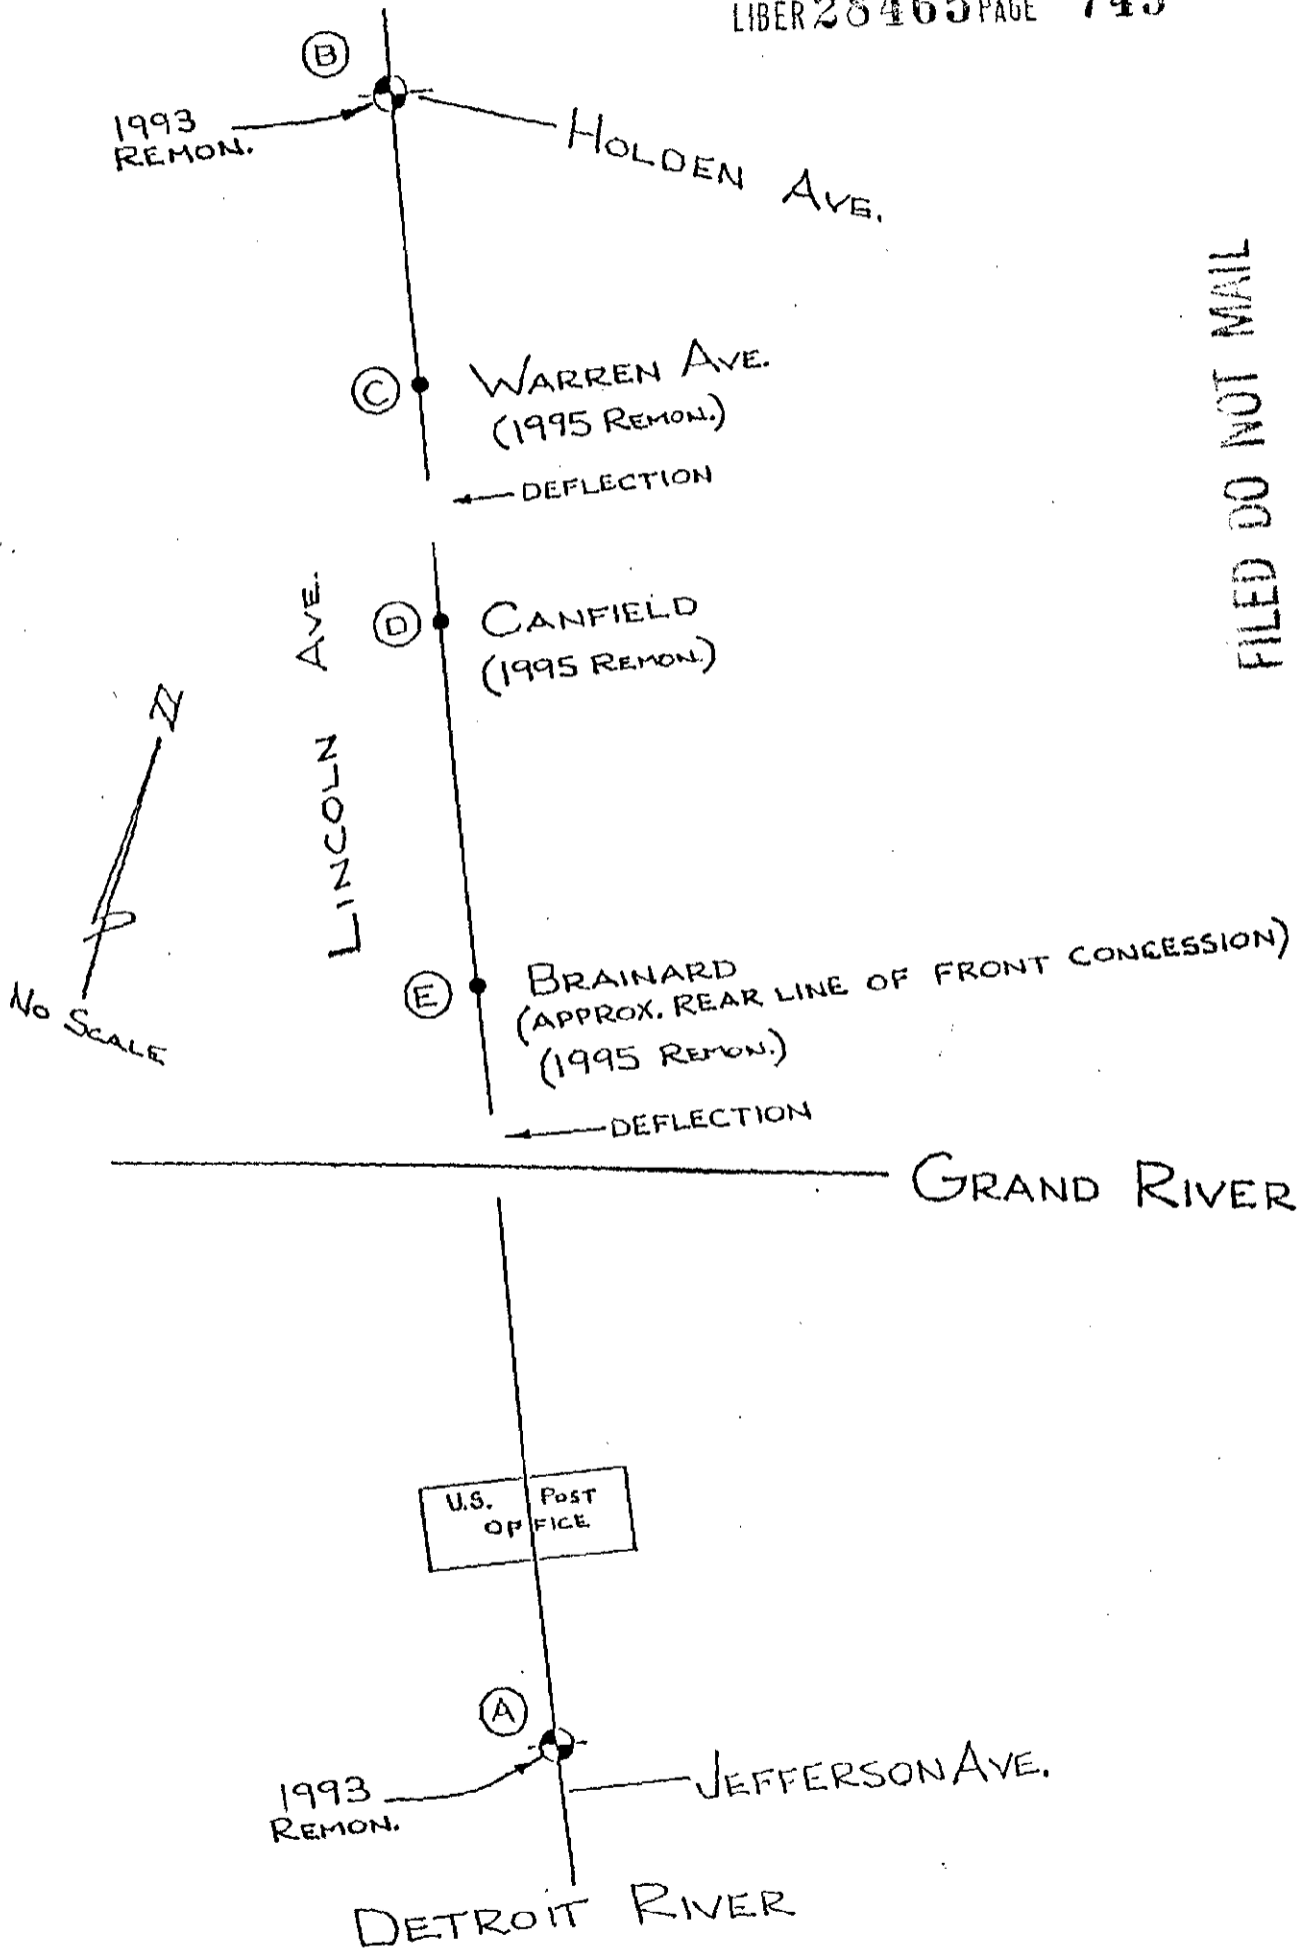 LIBER 28465 PAGE 745
B
1993
REMON.
HOLDEN AVE.
FILED DO NOT MAIL
C
WARREN AVE.
(1995 REMON.)
DEFLECTION
LINCOLN AVE.
D
CANFIELD
(1995 REMON.)
N
NO SCALE
E
BRAINARD
(APPROX. REAR LINE OF FRONT CONCESSION)
(1995 REMON.)
DEFLECTION
GRAND RIVER
U.S. POST
OFFICE
A
1993
REMON.
JEFFERSON AVE.
DETROIT RIVER